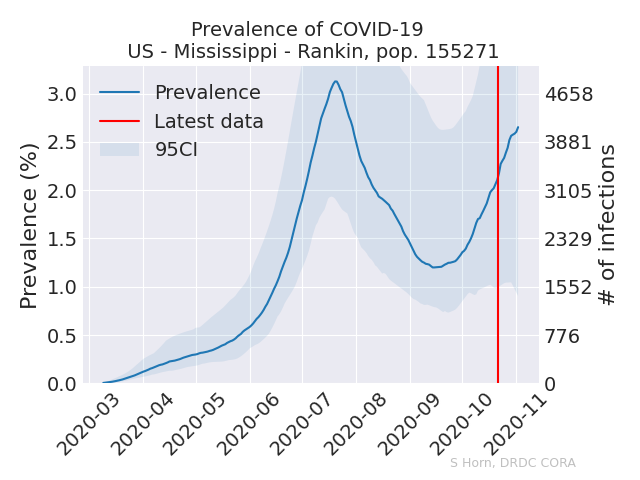 Prevalence of COVID-19
US - Mississippi - Rankin, pop. 155271
Prevalence (%)
3.0
2.5
2.0
1.5
1.0
0.5
0.0
Prevalence
Latest data
95CI
4658
3881
3105
2329
1552
776
0
# of infections
2020-03
2020-04
2020-05
2020-06
2020-07
2020-08
2020-09
2020-10
2020-11
S Horn, DRDC CORA